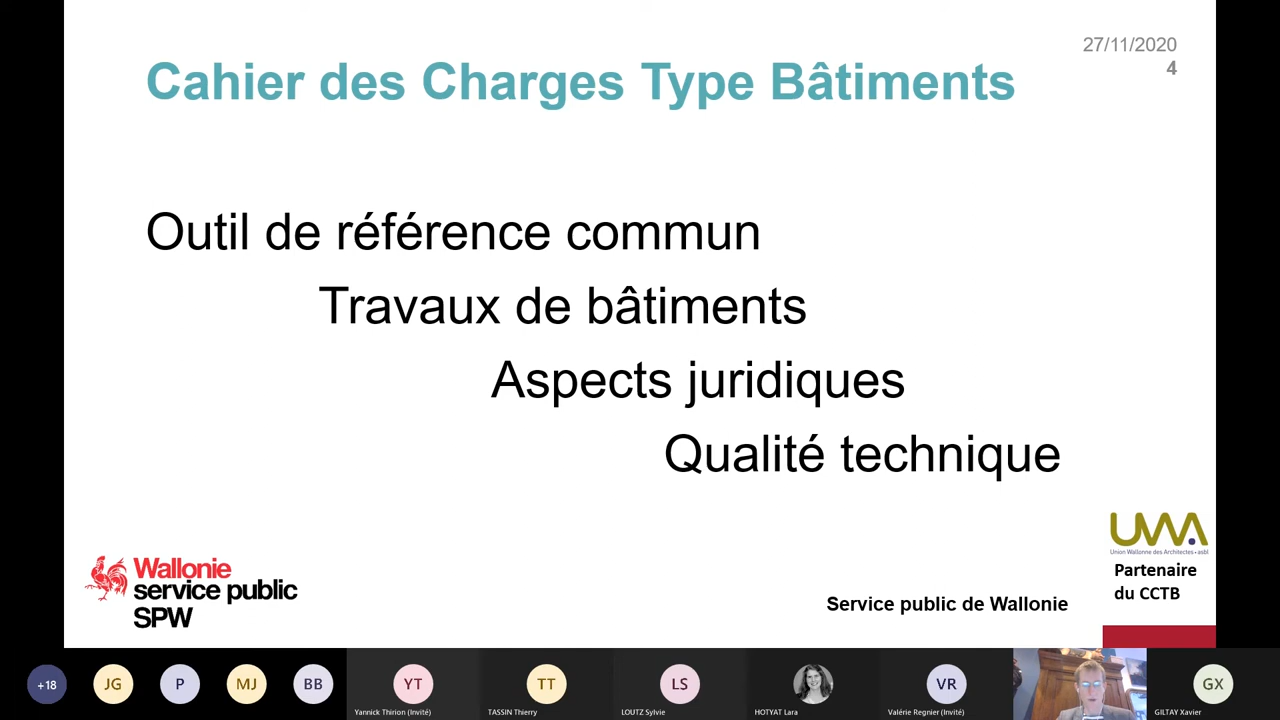 27/11/2020
4
Cahier des Charges Type Bâtiments
Outil de référence commun
Travaux de bâtiments
Aspects juridiques
Qualité technique
UWA
Union Wallonne des Architectes • asbl
Partenaire
du CCTB
Wallonie
service public
SPW
Service public de Wallonie
+18
JG
P
MJ
BB
YT
Yannick Thirion (Invité)
TT
TASSIN Thierry
LS
LOUTZ Sylvie
HOTYAT Lara
VR
Valérie Regnier (Invité)
GX
GILTAY Xavier